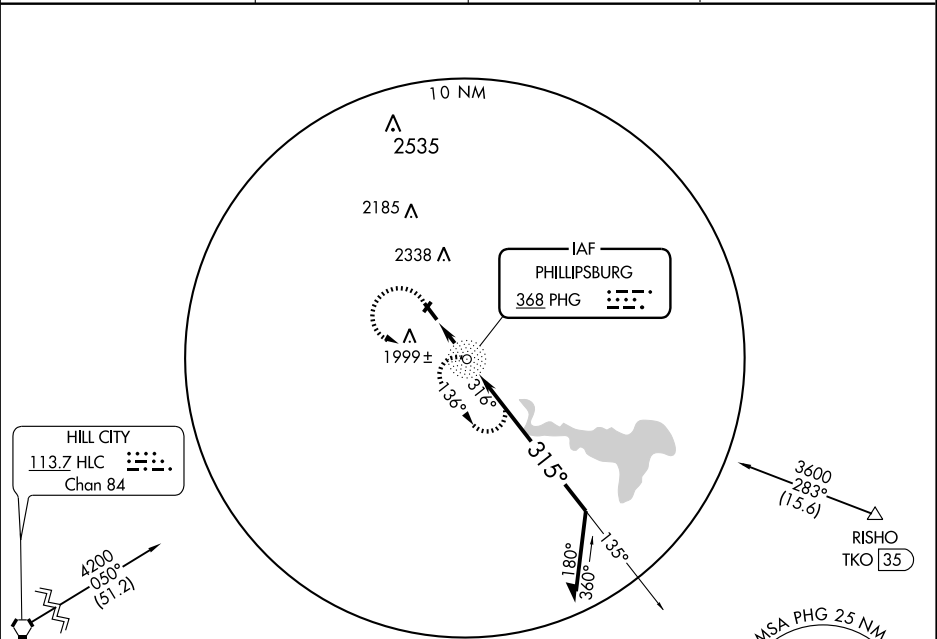 10 NM
2535
2185
2338
IAF
PHILLIPSBURG
368 PHG
1999±
136°
316°
HILL CITY
113.7 HLC
Chan 84
315°
3600
283°
(15.6)
RISHO
TKO 35
4200
050°
(51.2)
180°
360°
135°
MSA PHG 25 NM